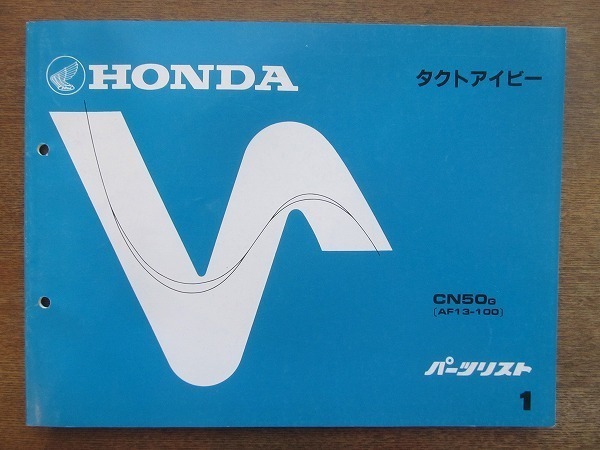 HONDA
タクトアイビー
CN50G
(AF13-100)
パーツリスト
1